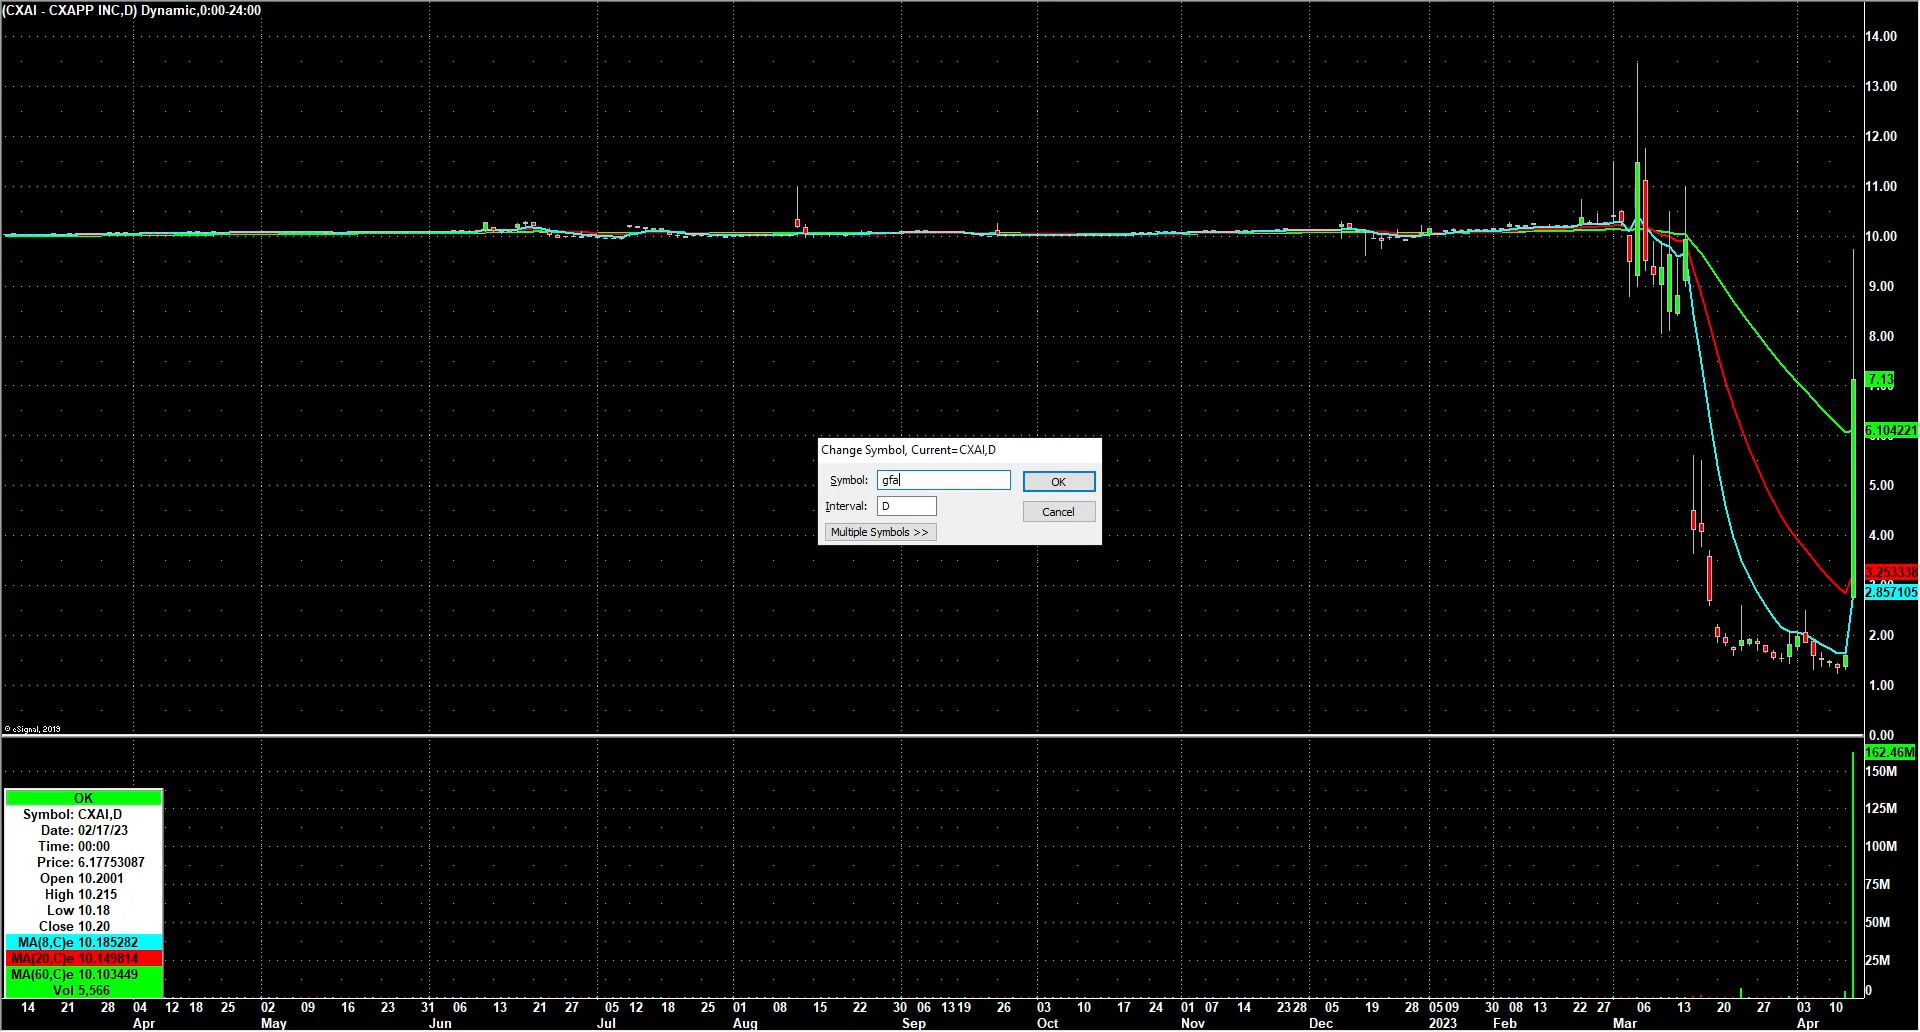 (CXAI - CXAPP INC,D) Dynamic,0:00-24:00
14.00
13.00
12.00
11.00
10.00
9.00
8.00
7.13
6.104221
5.00
4.00
3.253338
3.00
2.857105
2.00
1.00
0.00
Change Symbol, Current=CXAI,D
Symbol: gfa
OK
Interval: D
Cancel
Multiple Symbols >>
© eSignal, 2019
162.46M
150M
125M
100M
75M
50M
25M
0
OK
Symbol: CXAI,D
Date: 02/17/23
Time: 00:00
Price: 6.17753087
Open 10.2001
High 10.215
Low 10.18
Close 10.20
MA(8,C)e 10.185282
MA(20,C)e 10.149814
MA(60,C)e 10.103449
Vol 5,566
14 21 28 04 12 18 25 02 09 16 23 31 06 13 21 27 05 12 18 25 01 08 15 22 30 06 13 19 26 03 10 17 24 01 07 14 23 28 05 12 19 28 05 09 30 08 13 22 27 06 13 20 27 03 10
Apr May Jun Jul Aug Sep Oct Nov Dec 2023 Feb Mar Apr